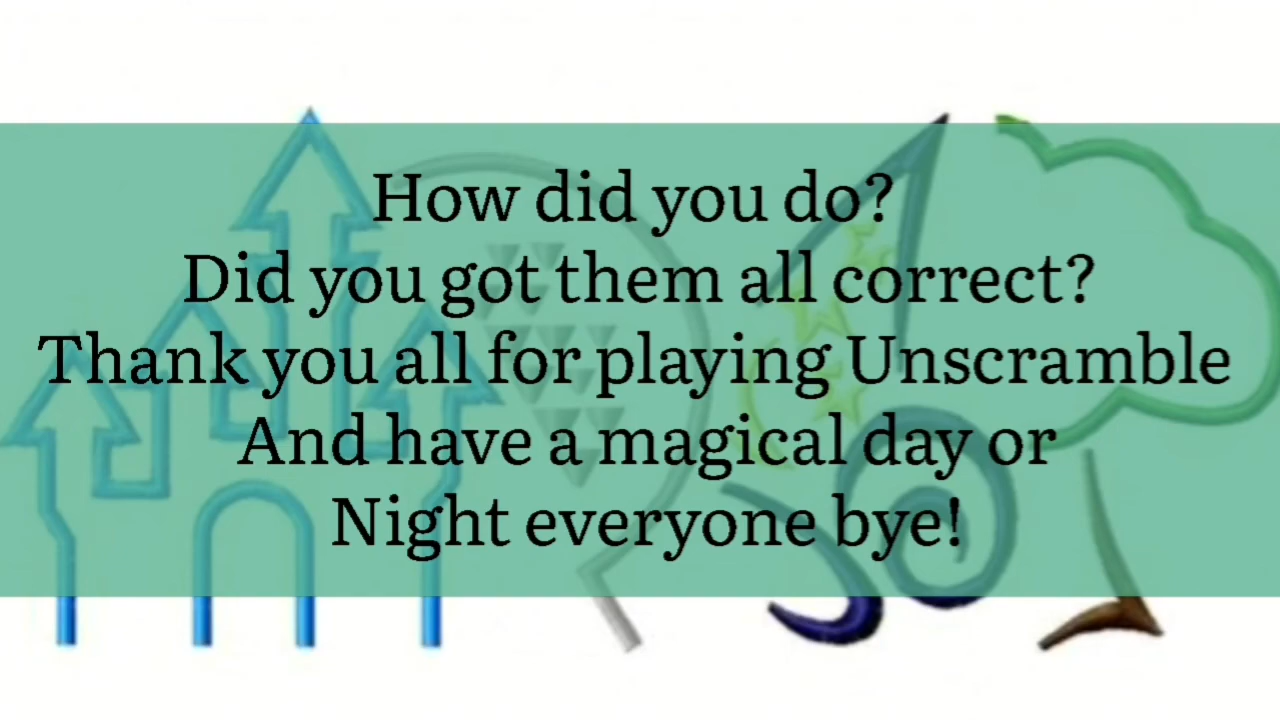 How did you do?
Did you got them all correct?
Thank you all for playing Unscramble
And have a magical day or
Night everyone bye!